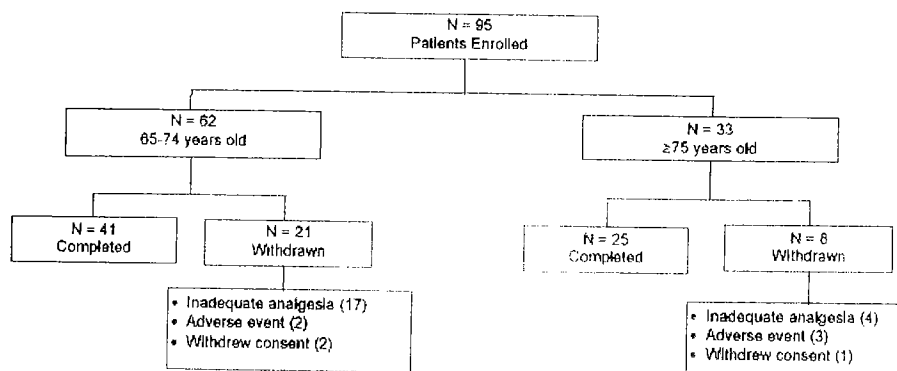 N = 95
Patients Enrolled
N = 62
65-74 years old
N = 33
≥75 years old
N = 41
Completed
N = 21
Withdrawn
N = 25
Completed
N = 8
Withdrawn
• Inadequate analgesia (17)
• Adverse event (2)
• Withdrew consent (2)
• Inadequate analgesia (4)
• Adverse event (3)
• Withdrew consent (1)